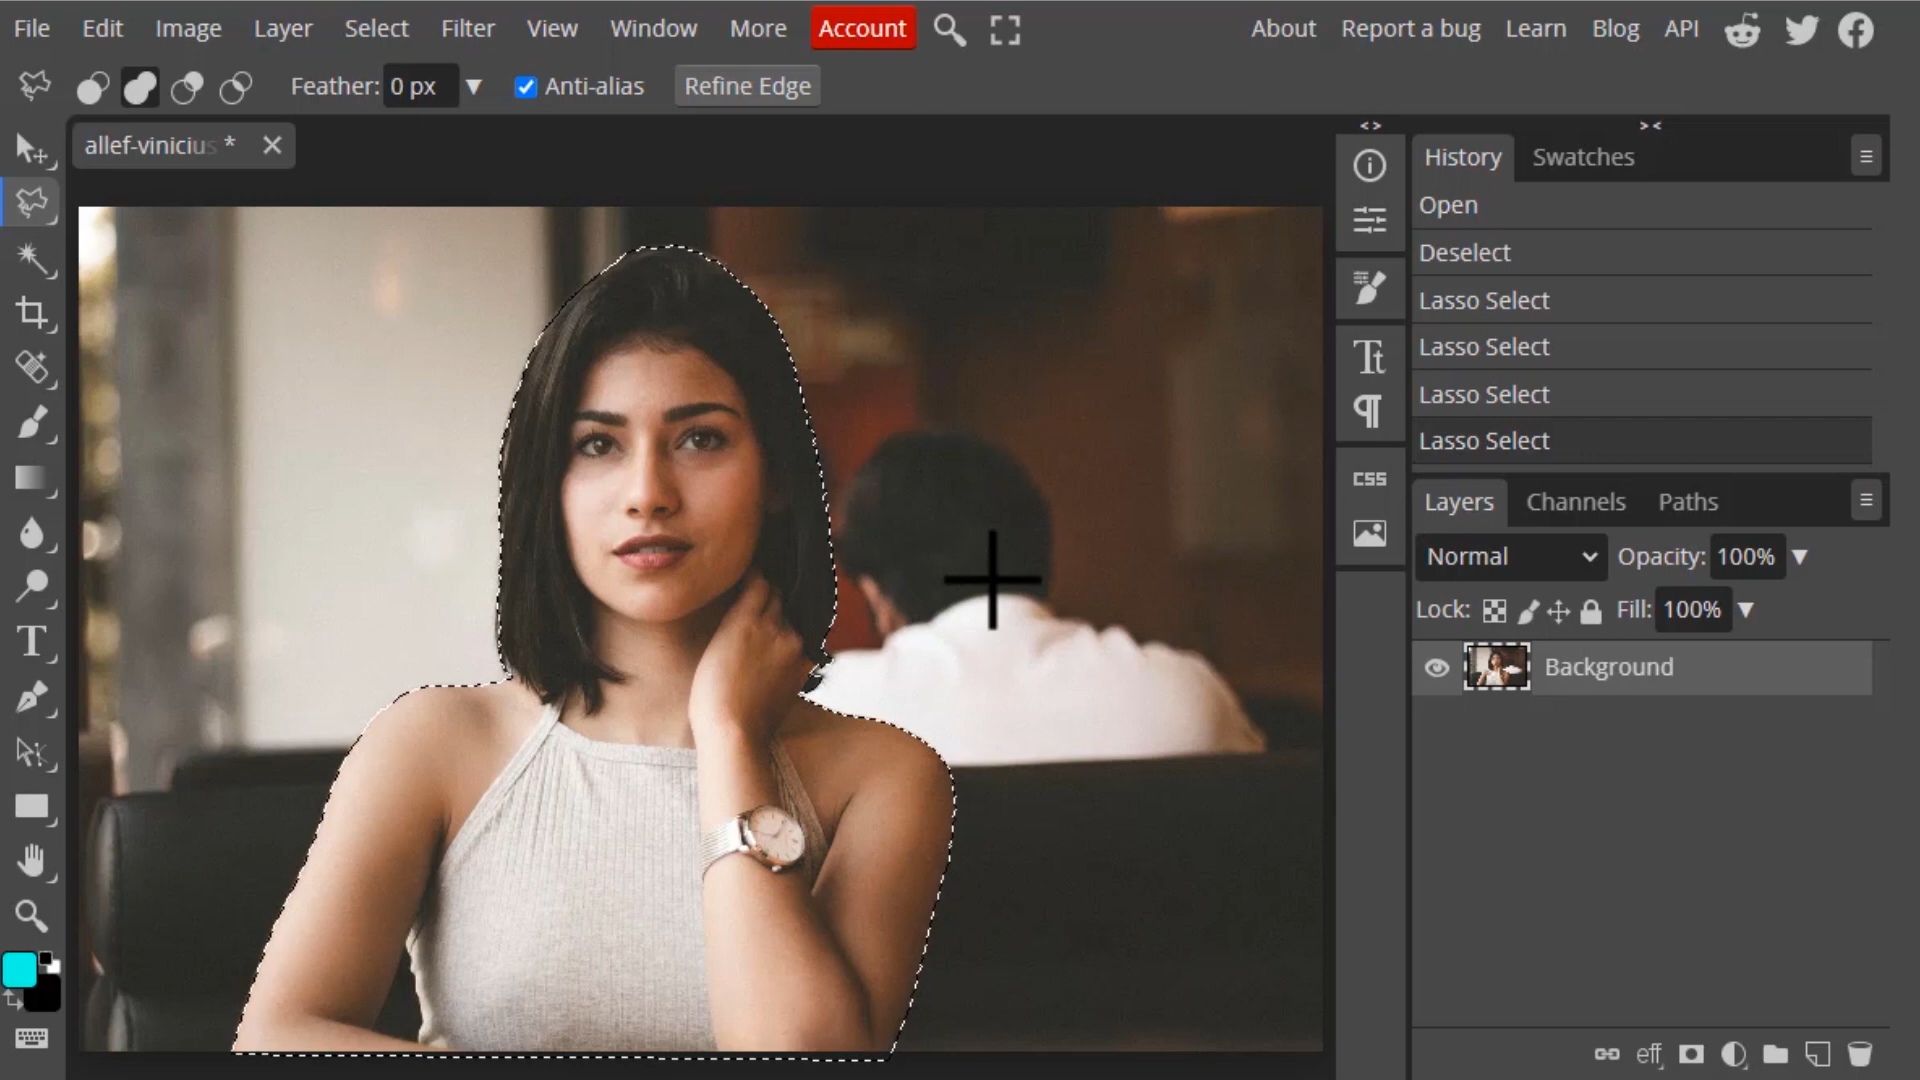 File Edit Image Layer Select Filter View Window More Account About Report a bug Learn Blog API
Feather: 0 px Anti-alias Refine Edge
allef-vinicius *
History Swatches
Open
Deselect
Lasso Select
Lasso Select
Lasso Select
Lasso Select
CSS
Layers Channels Paths
Normal Opacity: 100%
Lock: Fill: 100%
Background
eff